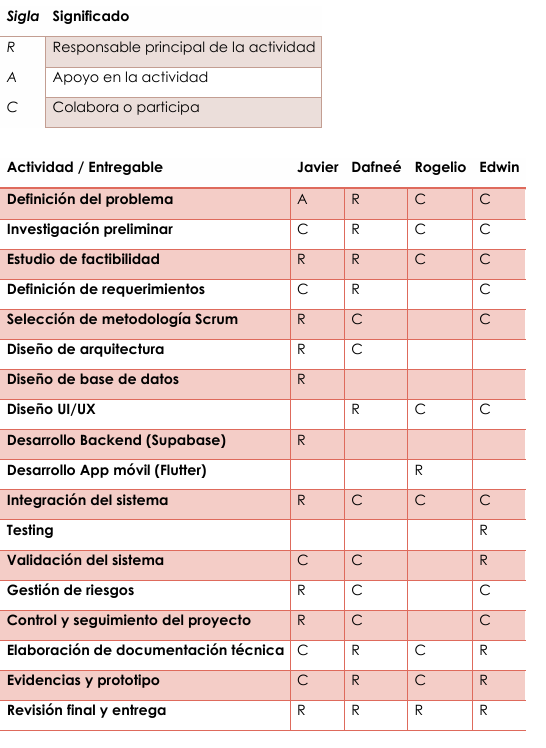 Sigla Significado
R Responsable principal de la actividad
A Apoyo en la actividad
C Colabora o participa
Actividad / Entregable Javier Dafneé Rogelio Edwin
Definición del problema A R C C
Investigación preliminar C R C C
Estudio de factibilidad R R C C
Definición de requerimientos C R C
Selección de metodología Scrum R C C
Diseño de arquitectura R C
Diseño de base de datos R
Diseño UI/UX R C C
Desarrollo Backend (Supabase) R
Desarrollo App móvil (Flutter) R
Integración del sistema R C C C
Testing R
Validación del sistema C C R
Gestión de riesgos R C C
Control y seguimiento del proyecto R C C
Elaboración de documentación técnica C R C R
Evidencias y prototipo C R C R
Revisión final y entrega R R R R